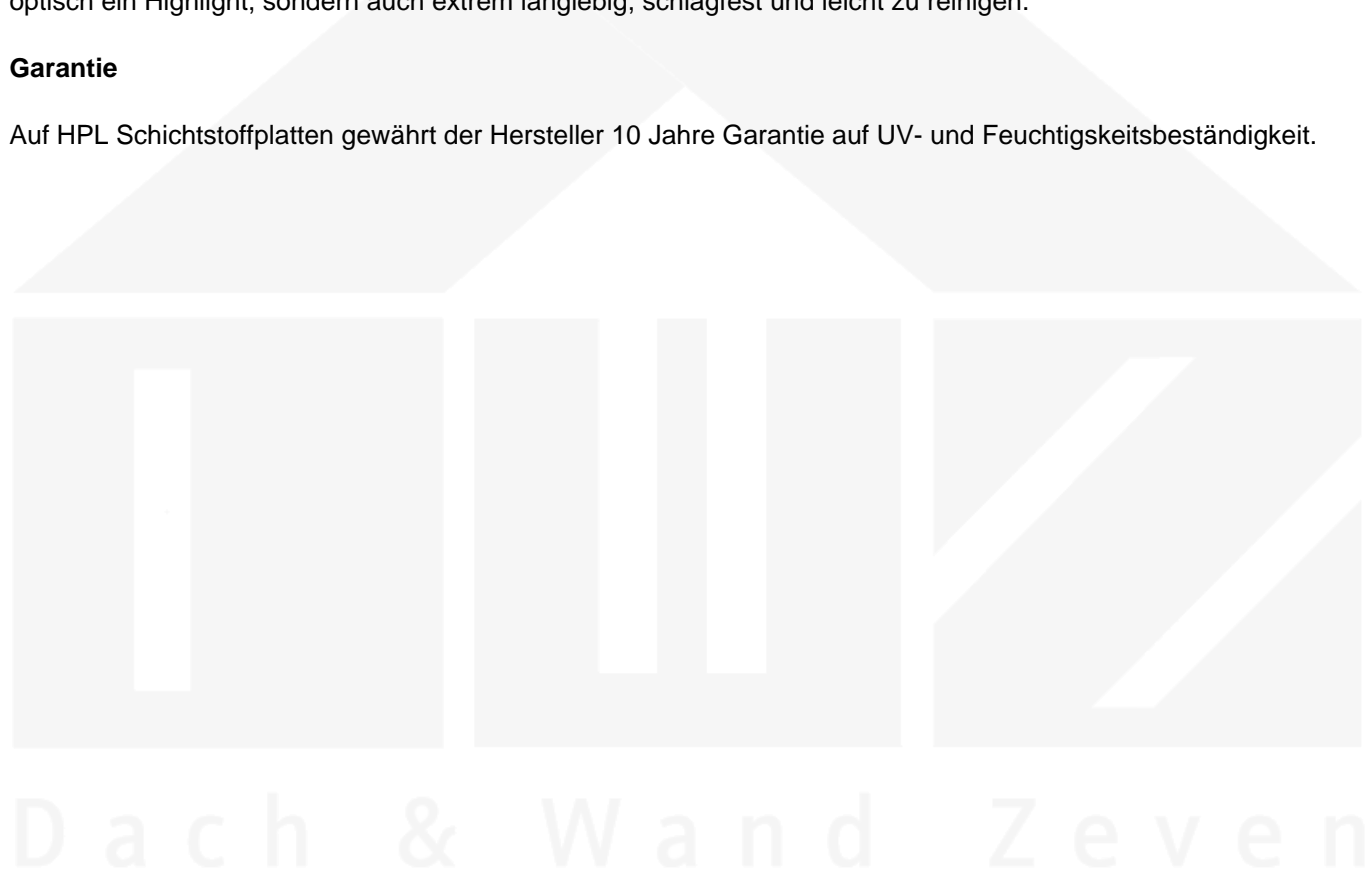 optisch ein Highlight, sondern auch extrem langlebig, schlagfest und leicht zu reinigen.
Garantie
Auf HPL Schichtstoffplatten gewährt der Hersteller 10 Jahre Garantie auf UV- und Feuchtigskeitsbeständigkeit.
Dach & Wand Zeven